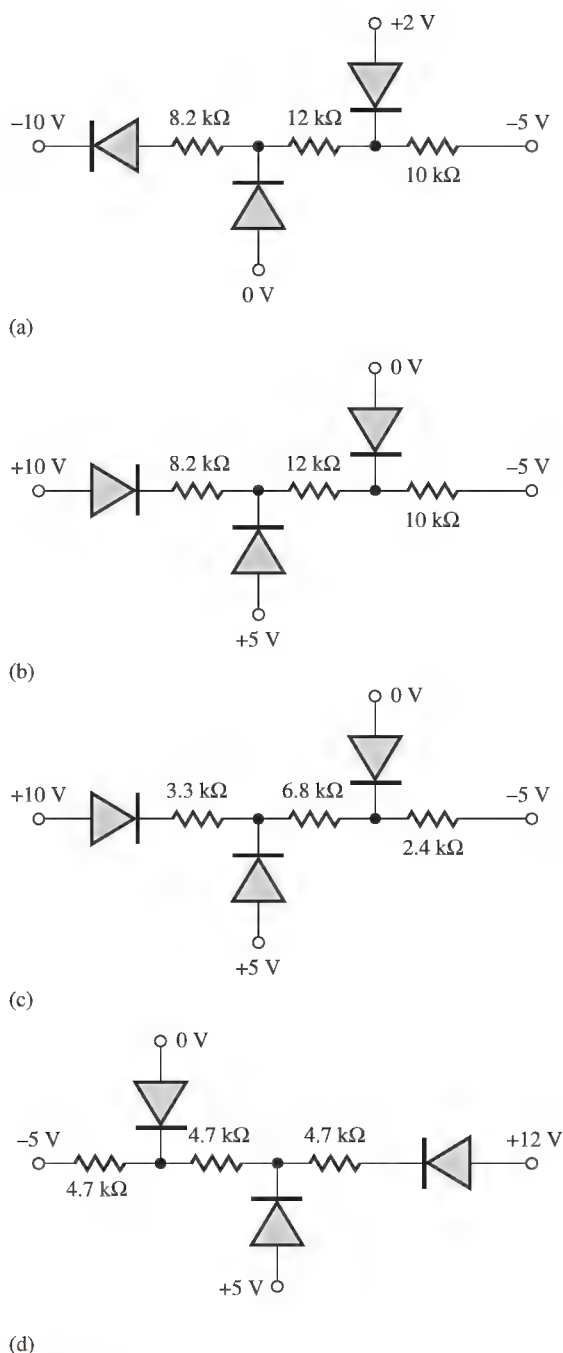 +2 V
−10 V 8.2 kΩ 12 kΩ −5 V
10 kΩ
0 V
(a)
0 V
+10 V 8.2 kΩ 12 kΩ −5 V
10 kΩ
+5 V
(b)
0 V
+10 V 3.3 kΩ 6.8 kΩ −5 V
2.4 kΩ
+5 V
(c)
0 V
−5 V 4.7 kΩ 4.7 kΩ +12 V
4.7 kΩ
+5 V
(d)